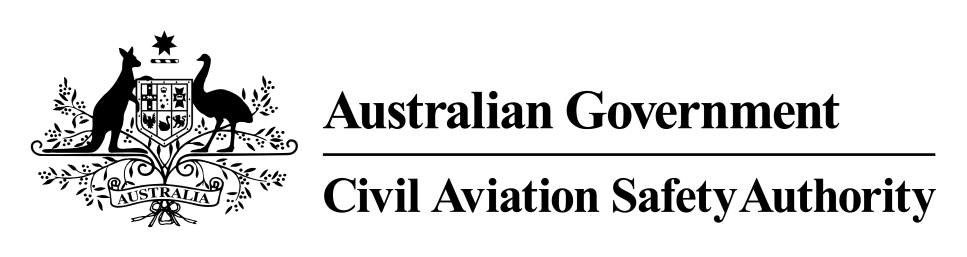 AUSTRALIA
Australian Government
Civil Aviation Safety Authority